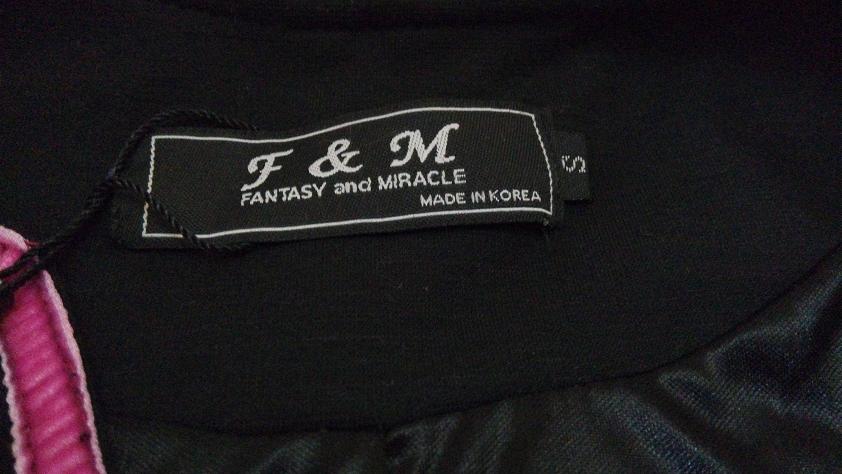 F & M
FANTASY and MIRACLE
MADE IN KOREA
S